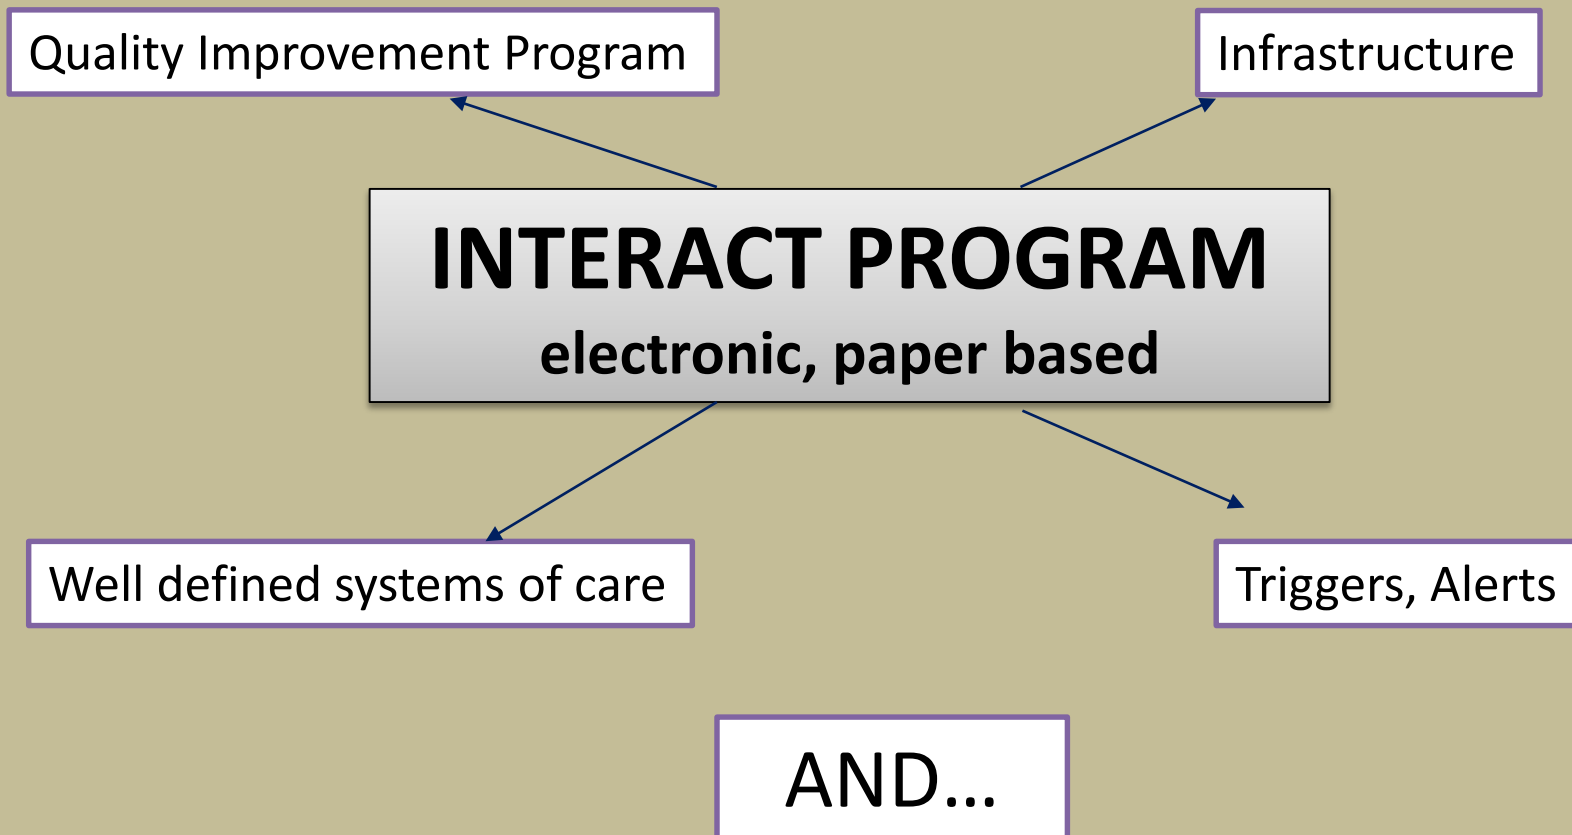 Quality Improvement Program
Infrastructure
INTERACT PROGRAM
electronic, paper based
Well defined systems of care
Triggers, Alerts
AND...